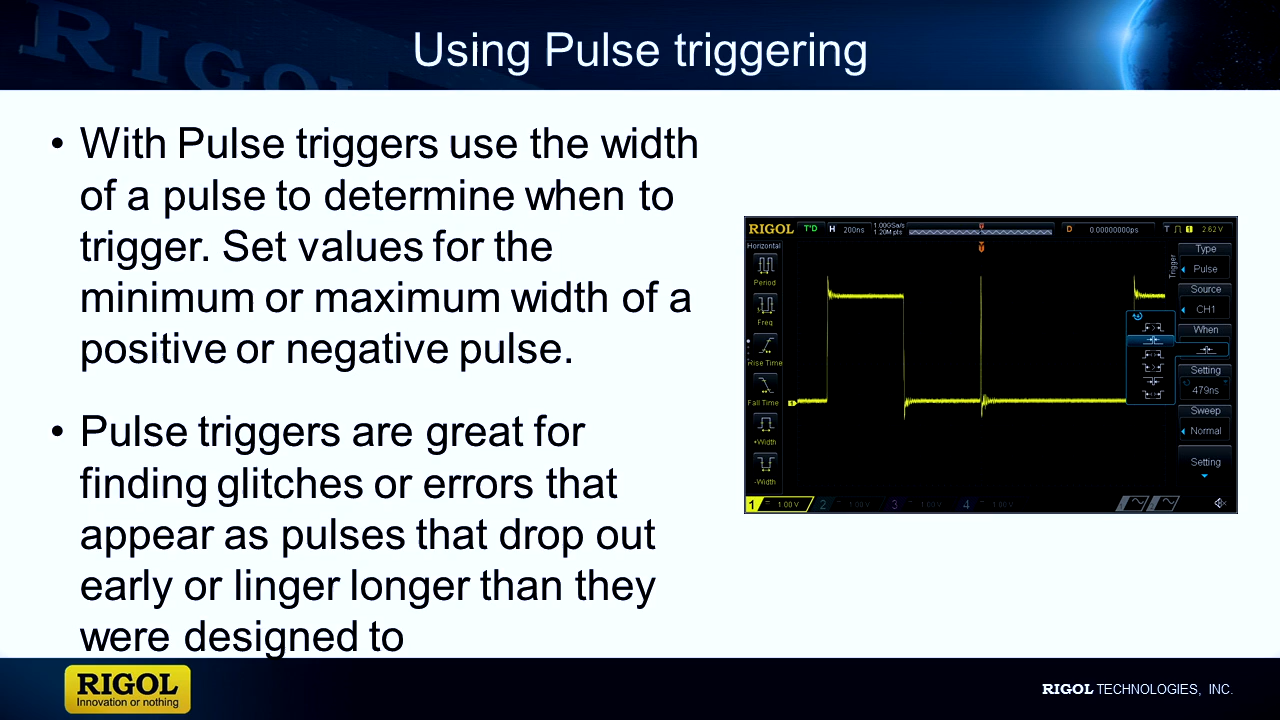 RIGOL
Using Pulse triggering
• With Pulse triggers use the width
of a pulse to determine when to
trigger. Set values for the
minimum or maximum width of a
positive or negative pulse.
• Pulse triggers are great for
finding glitches or errors that
appear as pulses that drop out
early or linger longer than they
were designed to
RIGOL T'D H 200ns 1.00GSa/s 1.20M pts D 0.00000000ps T 1 2.62 V
Horizontal
Period
Freq
Rise Time
Fall Time
+Width
-Width
Trigger
Type
Pulse
Source
CH1
When
Setting
479ns
Sweep
Normal
Setting
1 1.00 V 2 1.00 V 3 1.00 V 4 1.00 V
RIGOL
Innovation or nothing
RIGOL TECHNOLOGIES, INC.